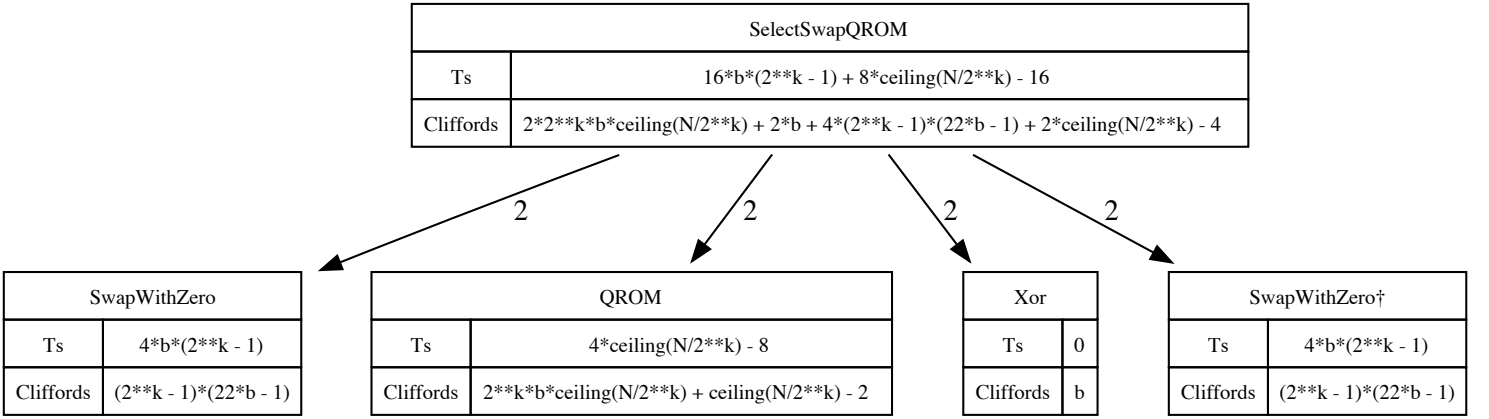 SelectSwapQROM
Ts 16*b*(2**k - 1) + 8*ceiling(N/2**k) - 16
Cliffords 2*2**k*b*ceiling(N/2**k) + 2*b + 4*(2**k - 1)*(22*b - 1) + 2*ceiling(N/2**k) - 4
2 2 2 2
SwapWithZero
Ts 4*b*(2**k - 1)
Cliffords (2**k - 1)*(22*b - 1)
QROM
Ts 4*ceiling(N/2**k) - 8
Cliffords 2**k*b*ceiling(N/2**k) + ceiling(N/2**k) - 2
Xor
Ts 0
Cliffords b
SwapWithZero†
Ts 4*b*(2**k - 1)
Cliffords (2**k - 1)*(22*b - 1)